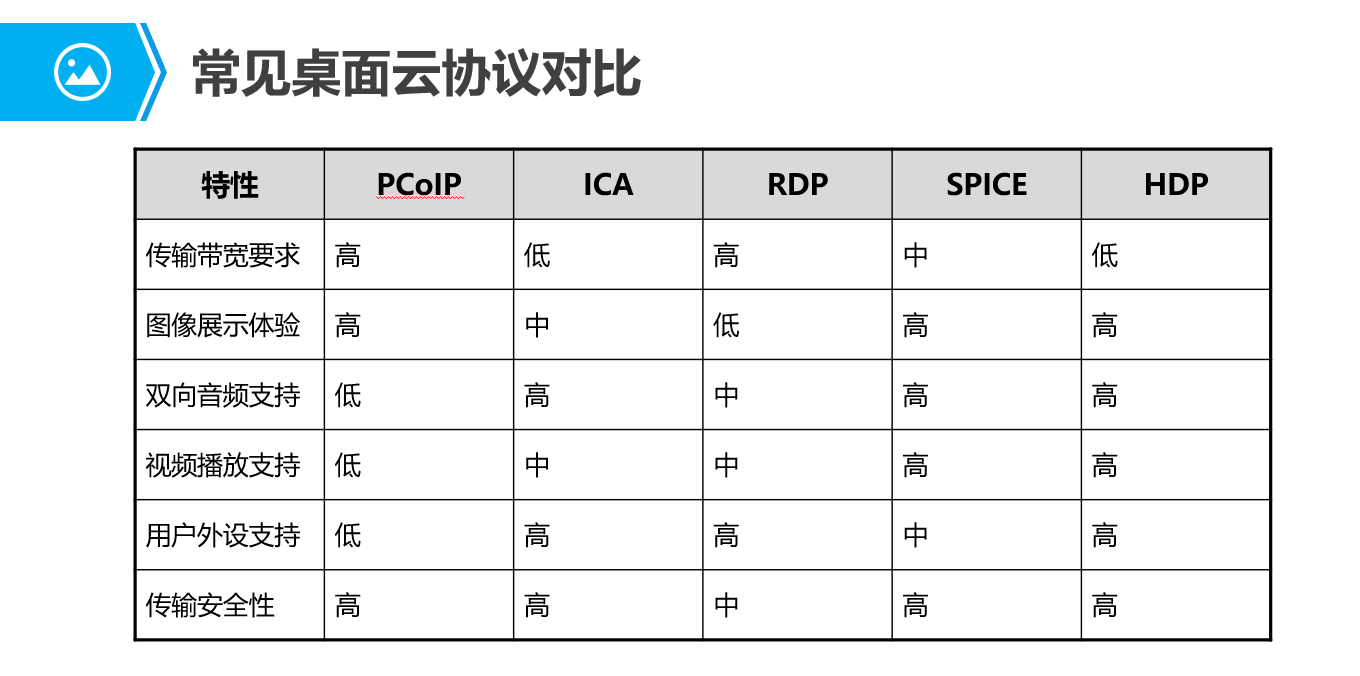 常见桌面云协议对比
特性 PCoIP ICA RDP SPICE HDP
传输带宽要求 高 低 高 中 低
图像展示体验 高 中 低 高 高
双向音频支持 低 高 中 高 高
视频播放支持 低 中 中 高 高
用户外设支持 低 高 高 中 高
传输安全性 高 高 中 高 高